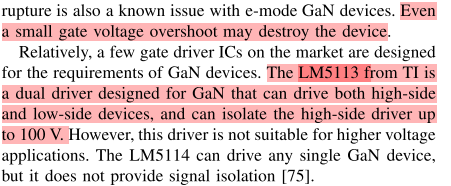 rupture is also a known issue with e-mode GaN devices. Even
a small gate voltage overshoot may destroy the device.
Relatively, a few gate driver ICs on the market are designed
for the requirements of GaN devices. The LM5113 from TI is
a dual driver designed for GaN that can drive both high-side
and low-side devices, and can isolate the high-side driver up
to 100 V. However, this driver is not suitable for higher voltage
applications. The LM5114 can drive any single GaN device,
but it does not provide signal isolation [75].